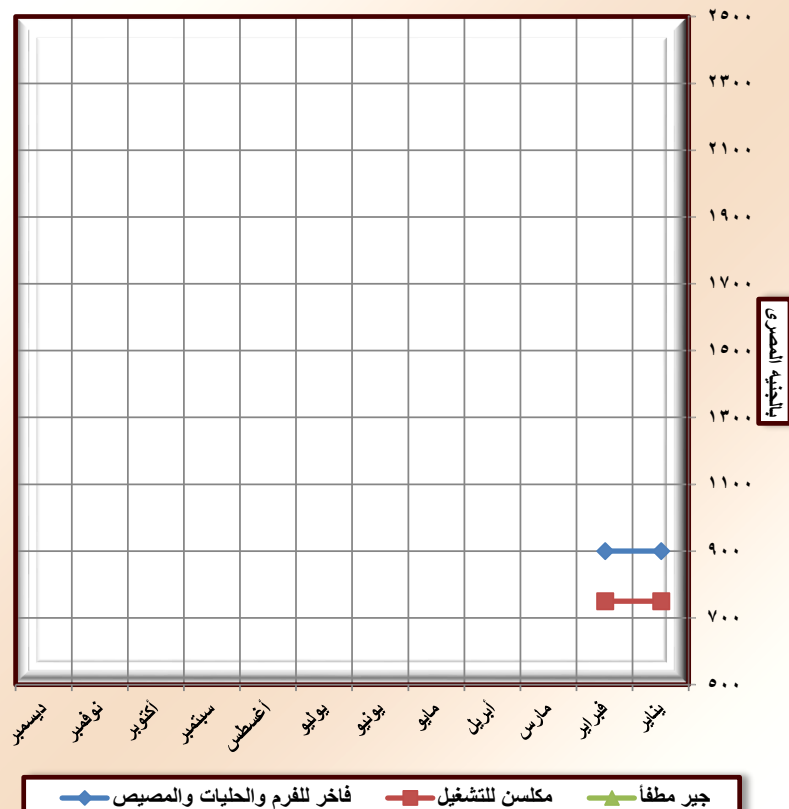 ٢٥٠٠
٢٣٠٠
٢١٠٠
١٩٠٠
١٧٠٠
١٥٠٠
١٣٠٠
١١٠٠
٩٠٠
٧٠٠
٥٠٠
بالجنيه المصرى
يناير
فبراير
مارس
أبريل
مايو
يونيو
يوليو
أغسطس
سبتمبر
أكتوبر
نوفمبر
ديسمبر
جير مطفأ
مكلسن للتشغيل
فاخر للفرم والحليات والمصيص